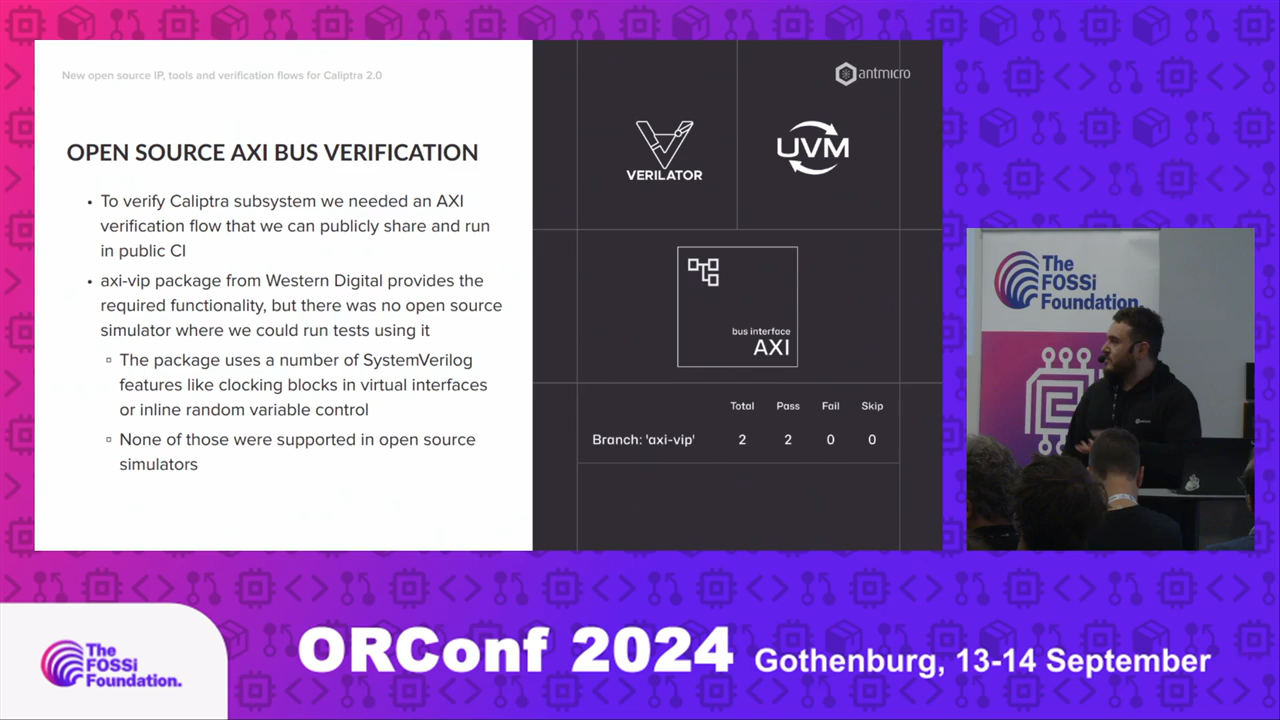 New open source IP, tools and verification flows for Caliptra 2.0
OPEN SOURCE AXI BUS VERIFICATION
• To verify Caliptra subsystem we needed an AXI
verification flow that we can publicly share and run
in public CI
• axi-vip package from Western Digital provides the
required functionality, but there was no open source
simulator where we could run tests using it
▫ The package uses a number of SystemVerilog
features like clocking blocks in virtual interfaces
or inline random variable control
▫ None of those were supported in open source
simulators
antmicro
VERILATOR
UVM
bus interface
AXI
Total Pass Fail Skip
Branch: 'axi-vip' 2 2 0 0
The
FOSSi
Foundation.
The
FOSSi
Foundation.
ORConf 2024 Gothenburg, 13-14 September